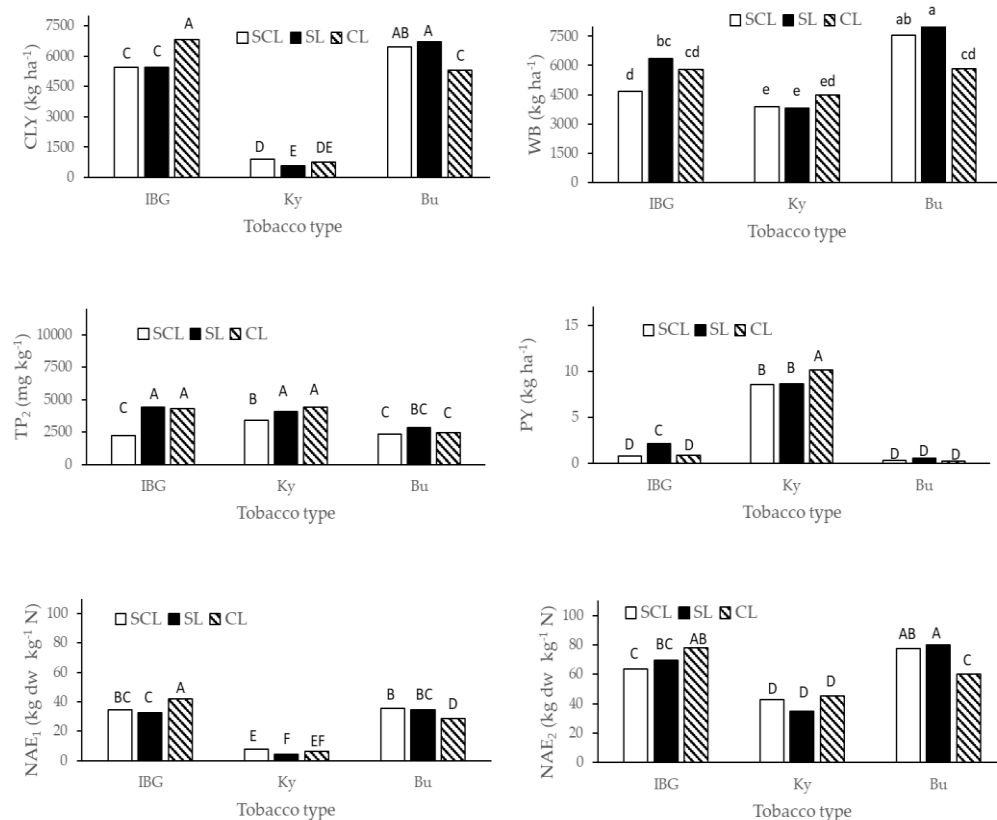 7500
6000
4500
3000
1500
0
CLY (kg ha⁻¹)
SCL SL CL
C C A
D E DE
AB A C
IBG Ky Bu
Tobacco type
9000
7500
6000
4500
3000
1500
0
WB (kg ha⁻¹)
SCL SL CL
d bc cd
e e ed
ab a cd
IBG Ky Bu
Tobacco type
10000
7500
5000
2500
0
TP₂ (mg kg⁻¹)
SCL SL CL
C A A
B A A
C BC C
IBG Ky Bu
Tobacco type
15
10
5
0
PY (kg ha⁻¹)
SCL SL CL
D C D
B B A
D D D
IBG Ky Bu
Tobacco type
100
80
60
40
20
0
NAE₁ (kg dw kg⁻¹ N)
SCL SL CL
BC C A
E F EF
B BC D
IBG Ky Bu
Tobacco type
100
80
60
40
20
0
NAE₂ (kg dw kg⁻¹ N)
SCL SL CL
C BC AB
D D D
AB A C
IBG Ky Bu
Tobacco type